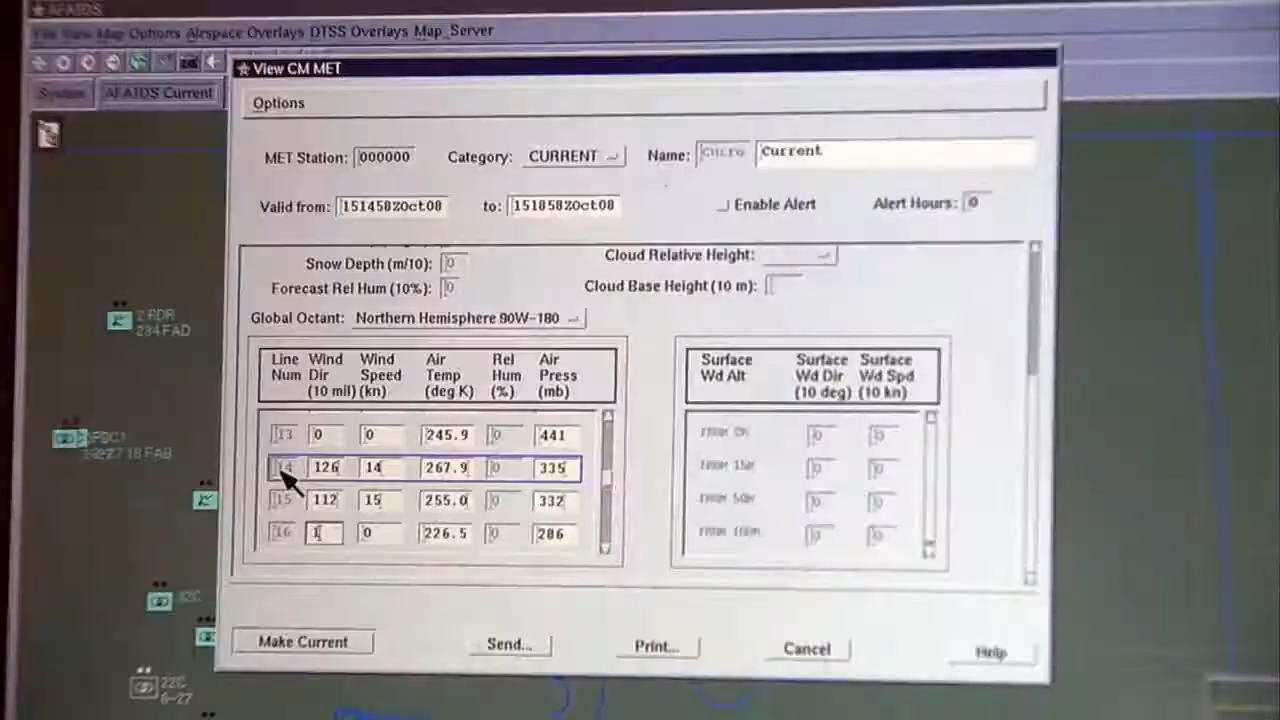 AFATDS
File View Map Options Airspace Overlays DTSS Overlays Map_Server
System AFATDS Current
View CM MET
Options
MET Station: 000000 Category: CURRENT Name: Current
Valid from: 151458ZOct08 to: 151858ZOct08 Enable Alert Alert Hours: 0
Snow Depth (m/10): 0 Cloud Relative Height:
Forecast Rel Hum (10%): 0 Cloud Base Height (10 m):
Global Octant: Northern Hemisphere 90W-180
Line Num Wind Dir (10 mil) Wind Speed (kn) Air Temp (deg K) Rel Hum (%) Air Press (mb)
13 0 0 245.9 0 441
14 126 14 267.9 0 335
15 112 15 255.0 0 332
16 1 0 226.5 0 286
Surface Wd Alt Surface Wd Dir (10 deg) Surface Wd Spd (10 kn)
0 0
0 0
0 0
0 0
Make Current Send... Print... Cancel Help
2 RDR
234 FAD
18 FAB
22C
6-27